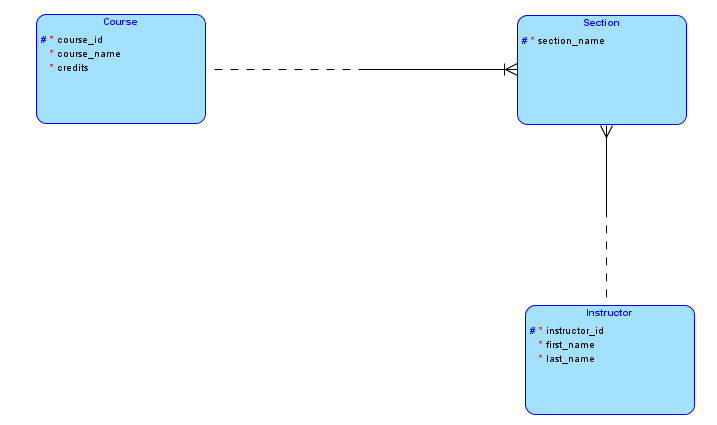 Course
# * course_id
* course_name
* credits
Section
# * section_name
Instructor
# * instructor_id
* first_name
* last_name